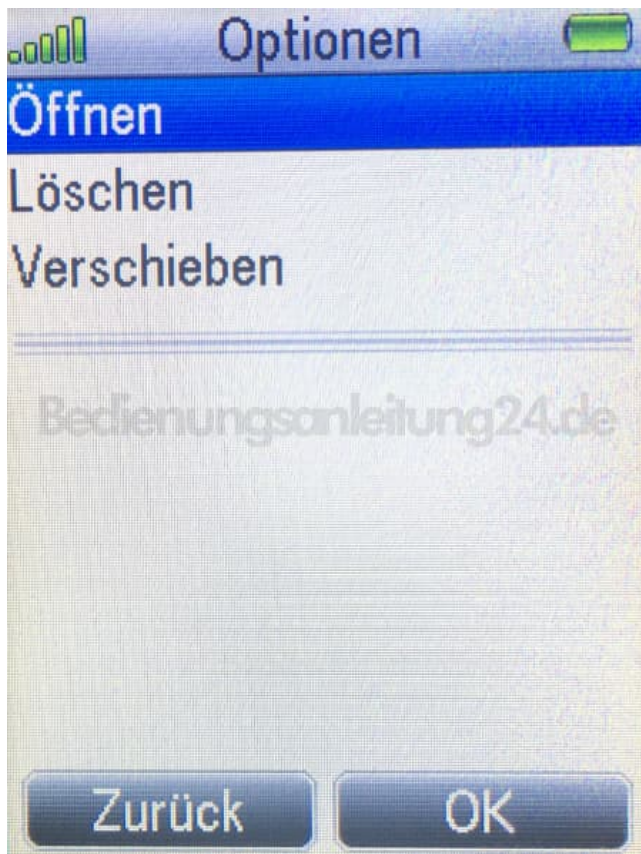 Optionen
Öffnen
Löschen
Verschieben
Bedienungsanleitung24.de
Zurück OK